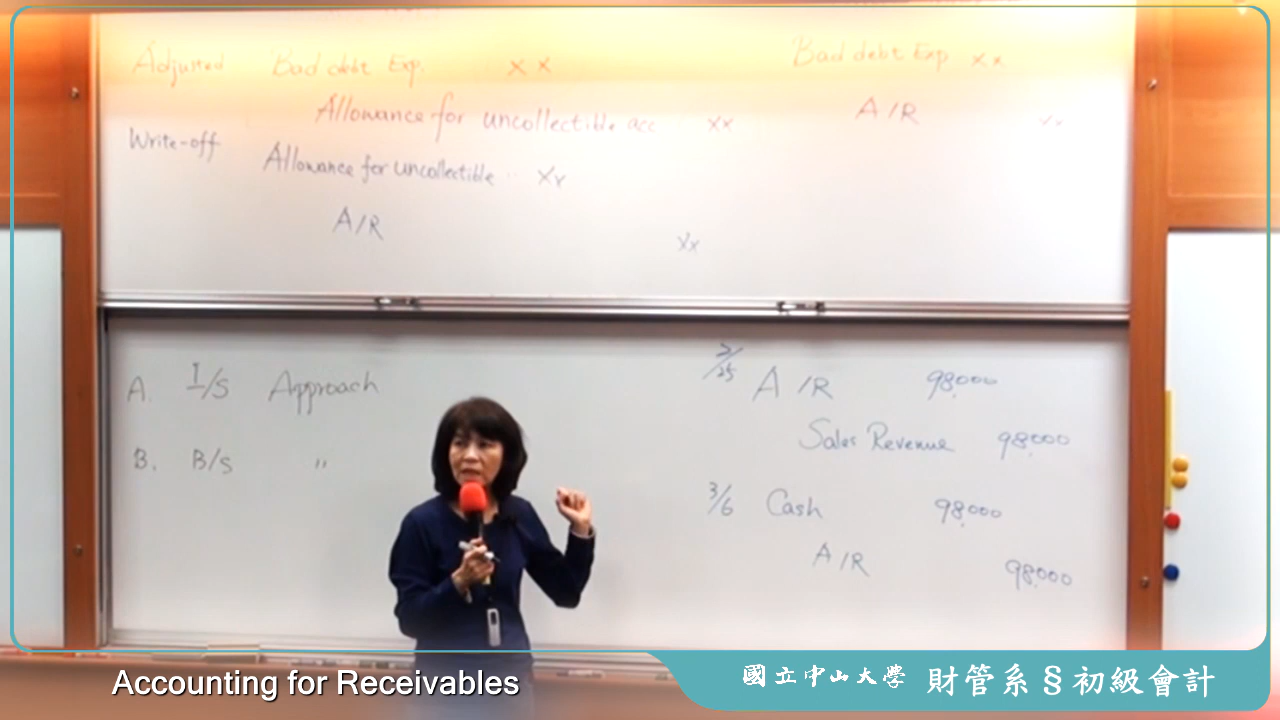 Adjusted Bad debt Exp. xx
Allowance for uncollectible acc xx
Write-off Allowance for uncollectible .. xx
A/R xx
Bad debt Exp xx
A/R xx
A. I/S Approach
B. B/S "
2/25 A/R 98,000
Sales Revenue 98,000
3/6 Cash 98,000
A/R 98,000
Accounting for Receivables
國立中山大學 財管系 § 初級會計